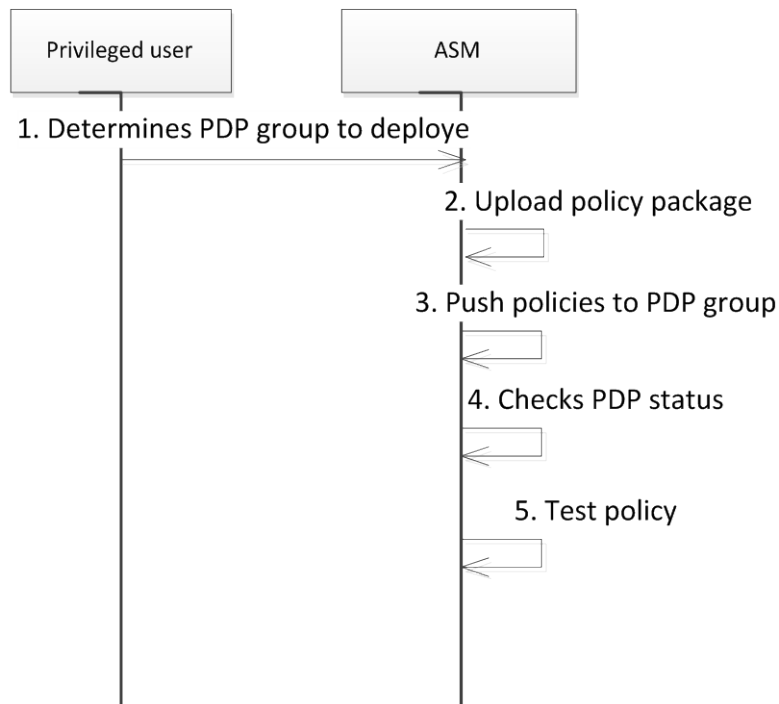 Privileged user
ASM
1. Determines PDP group to deploye
2. Upload policy package
3. Push policies to PDP group
4. Checks PDP status
5. Test policy